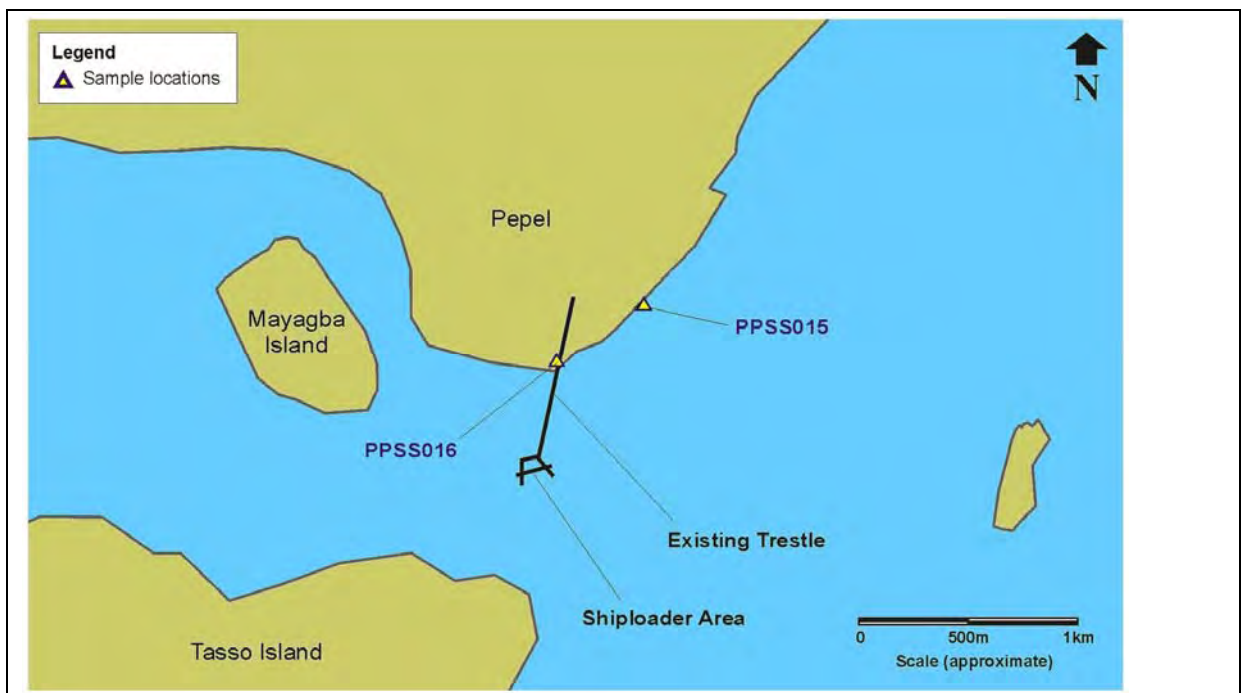 Legend
Sample locations
N
Pepel
Mayagba
Island
PPSS015
PPSS016
Existing Trestle
Shiploader Area
Tasso Island
0 500m 1km
Scale (approximate)